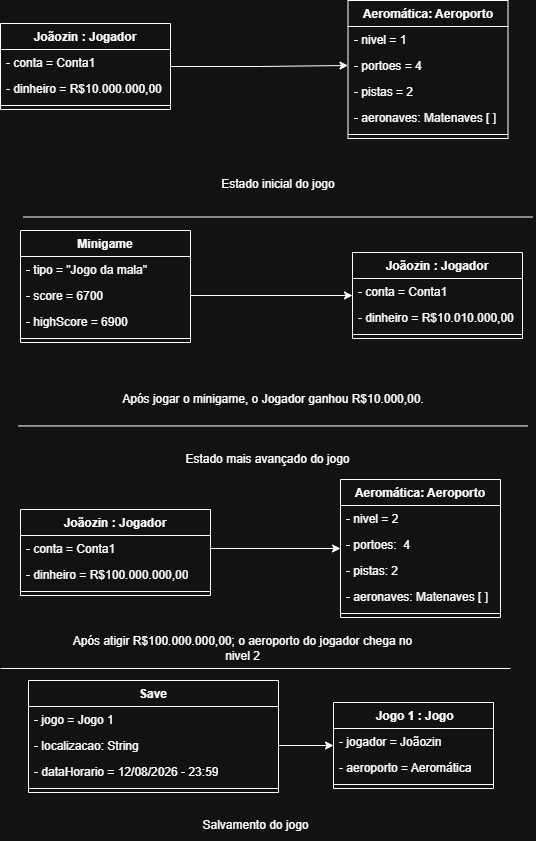 Aeromática: Aeroporto
- nivel = 1
- portoes = 4
- pistas = 2
- aeronaves: Matenaves [ ]
Joãozin : Jogador
- conta = Conta1
- dinheiro = R$10.000.000,00
Estado inicial do jogo
Minigame
- tipo = "Jogo da mala"
- score = 6700
- highScore = 6900
Joãozin : Jogador
- conta = Conta1
- dinheiro = R$10.010.000,00
Após jogar o minigame, o Jogador ganhou R$10.000,00.
Estado mais avançado do jogo
Joãozin : Jogador
- conta = Conta1
- dinheiro = R$100.000.000,00
Aeromática: Aeroporto
- nivel = 2
- portoes:  4
- pistas: 2
- aeronaves: Matenaves [ ]
Após atigir R$100.000.000,00; o aeroporto do jogador chega no
nivel 2
Save
- jogo = Jogo 1
- localizacao: String
- dataHorario = 12/08/2026 - 23:59
Jogo 1 : Jogo
- jogador = Joãozin
- aeroporto = Aeromática
Salvamento do jogo